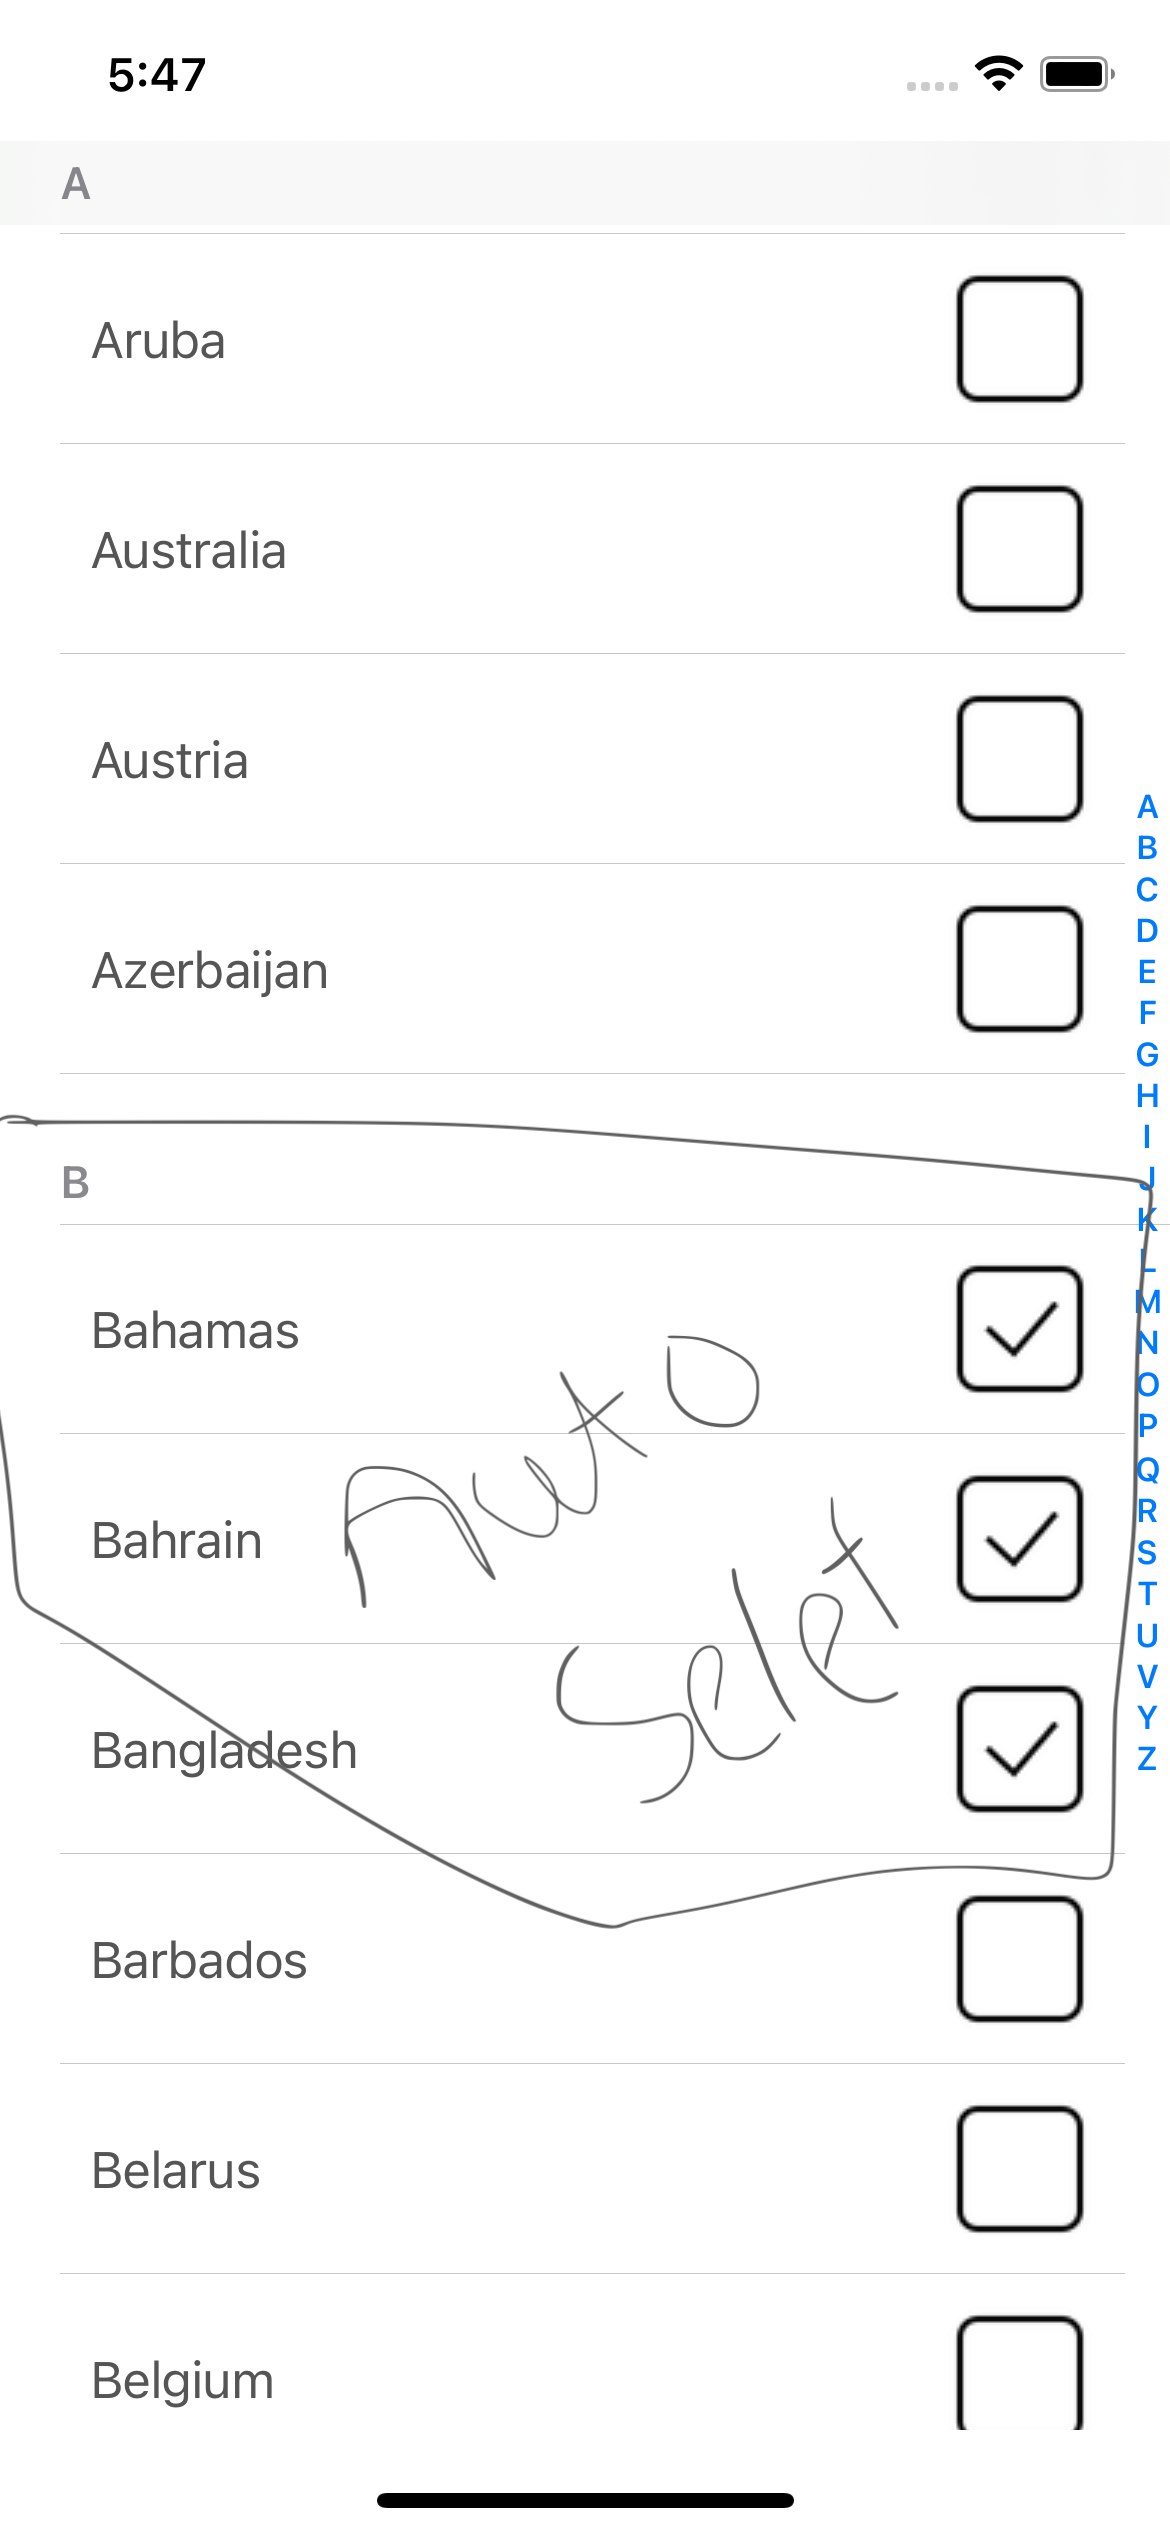 5:47
A
Aruba
Australia
Austria
A
B
C
Azerbaijan
D
E
F
G
H
I
B
J
K
L
Bahamas
M
N
O
Auto
P
Bahrain
Q
R
S
T
Selet
U
Bangladesh
V
Y
Z
Barbados
Belarus
Belgium